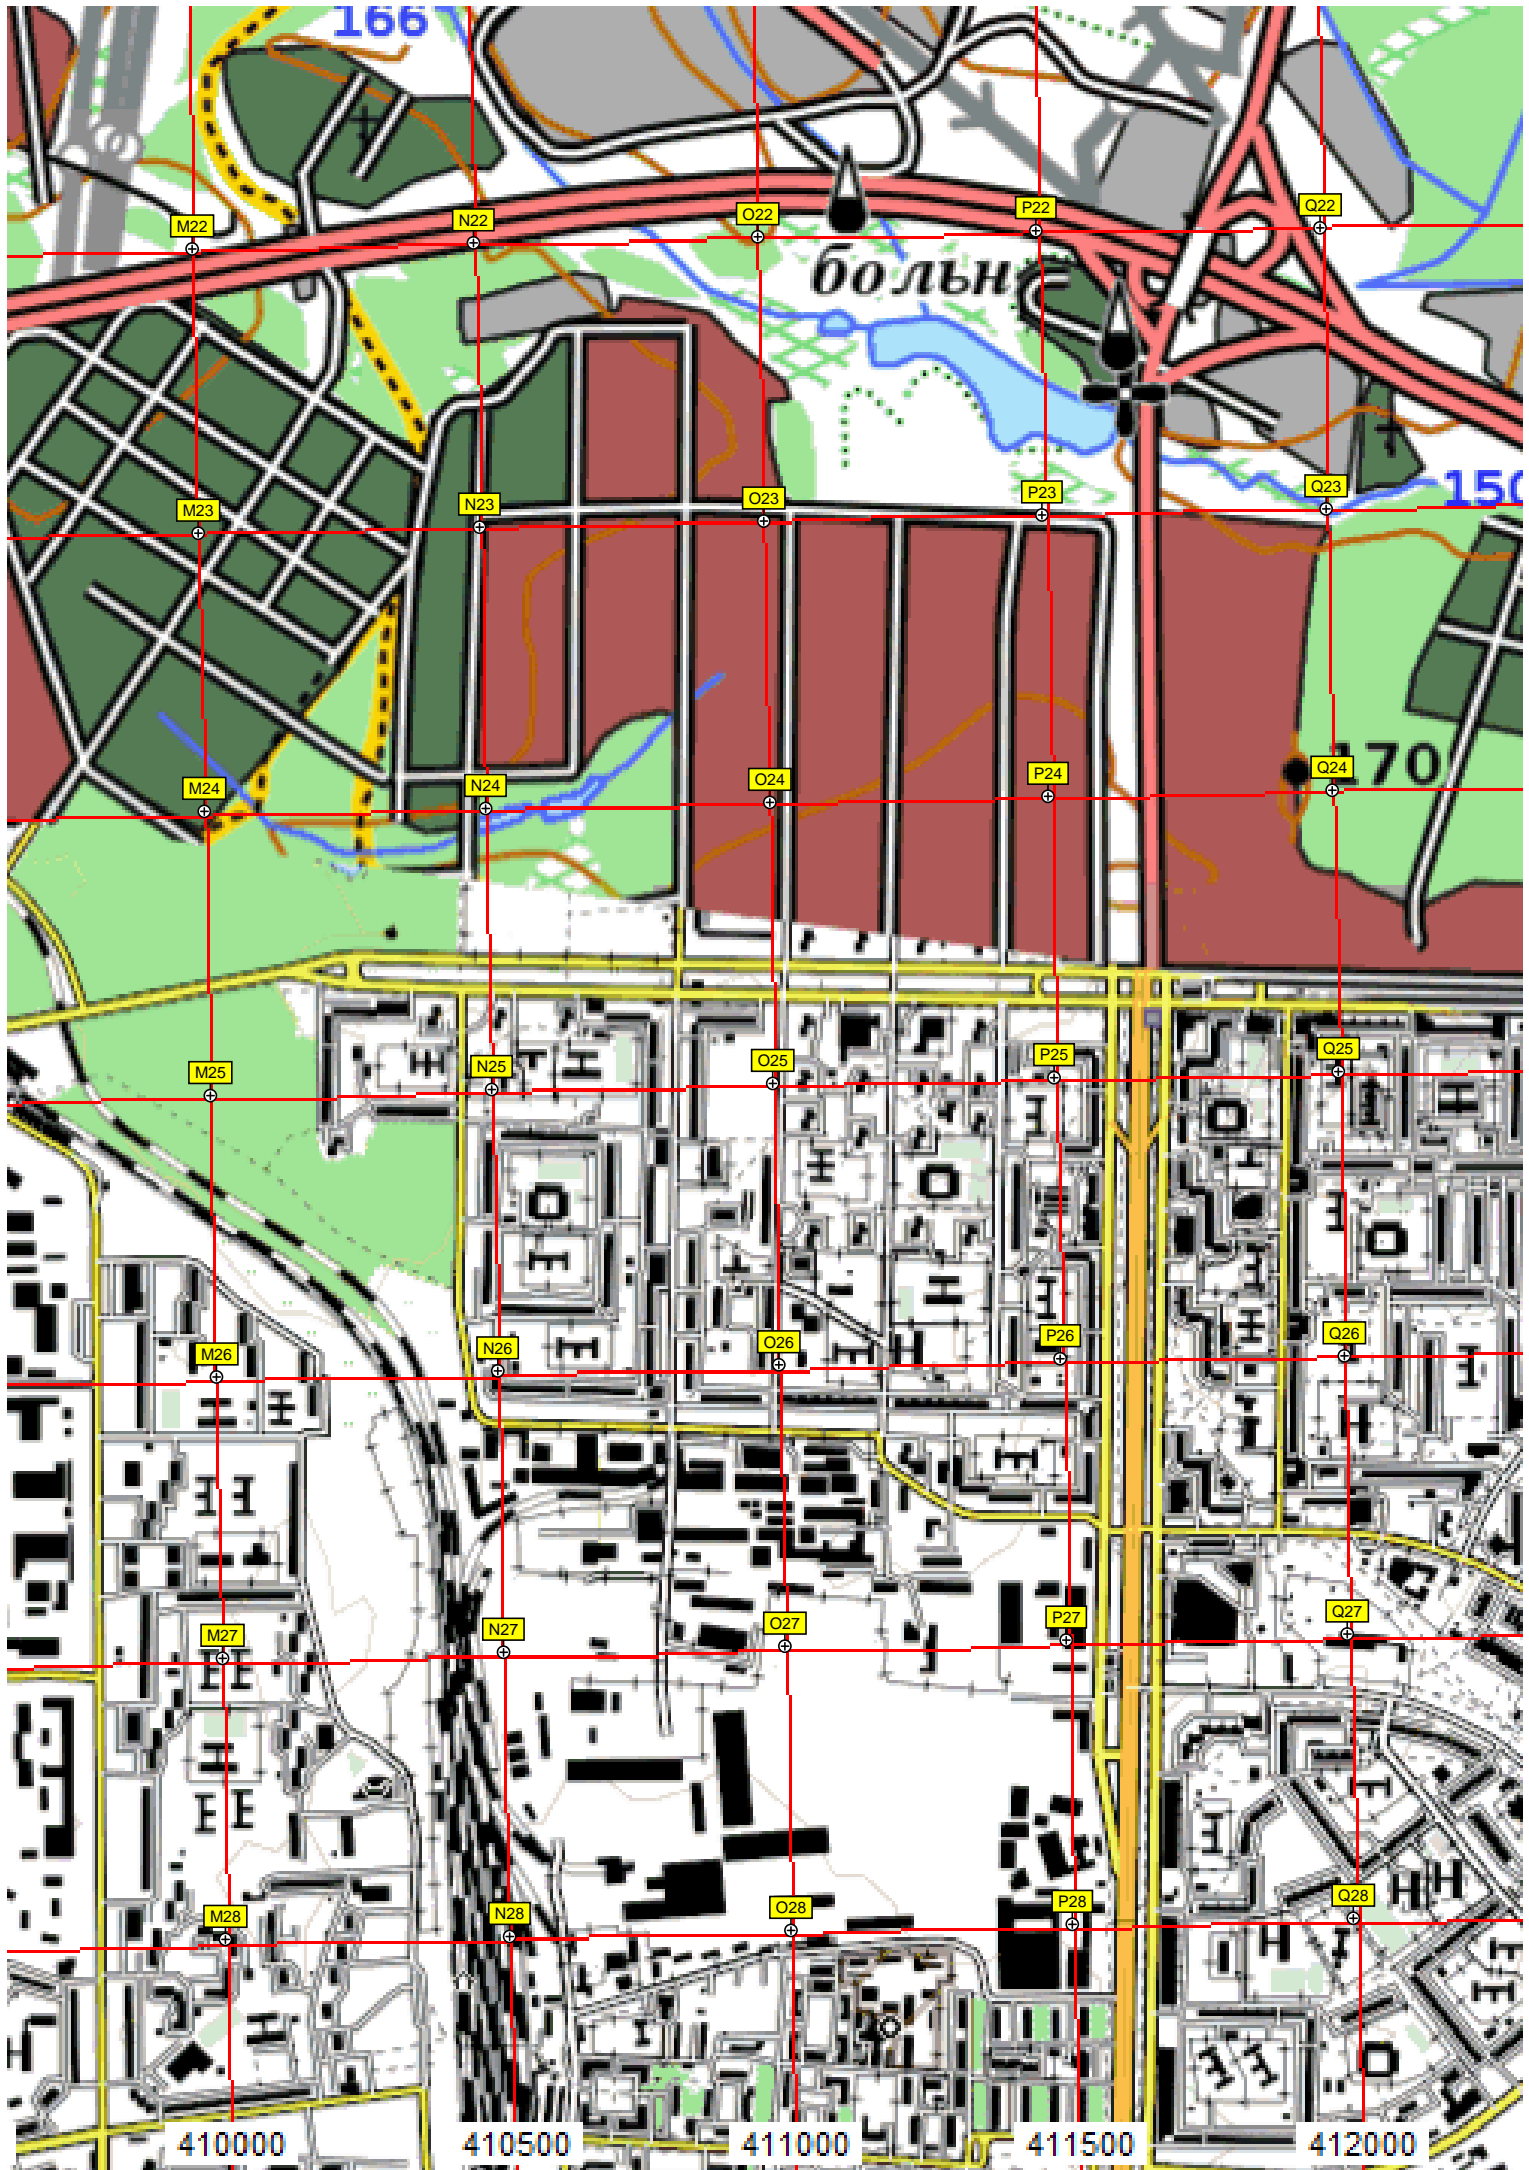 166
M22 N22 O22 P22 Q22
больн.
M23 N23 O23 P23 Q23
150
M24 N24 O24 P24 Q24
170
M25 N25 O25 P25 Q25
M26 N26 O26 P26 Q26
M27 N27 O27 P27 Q27
M28 N28 O28 P28 Q28
410000 410500 411000 411500 412000